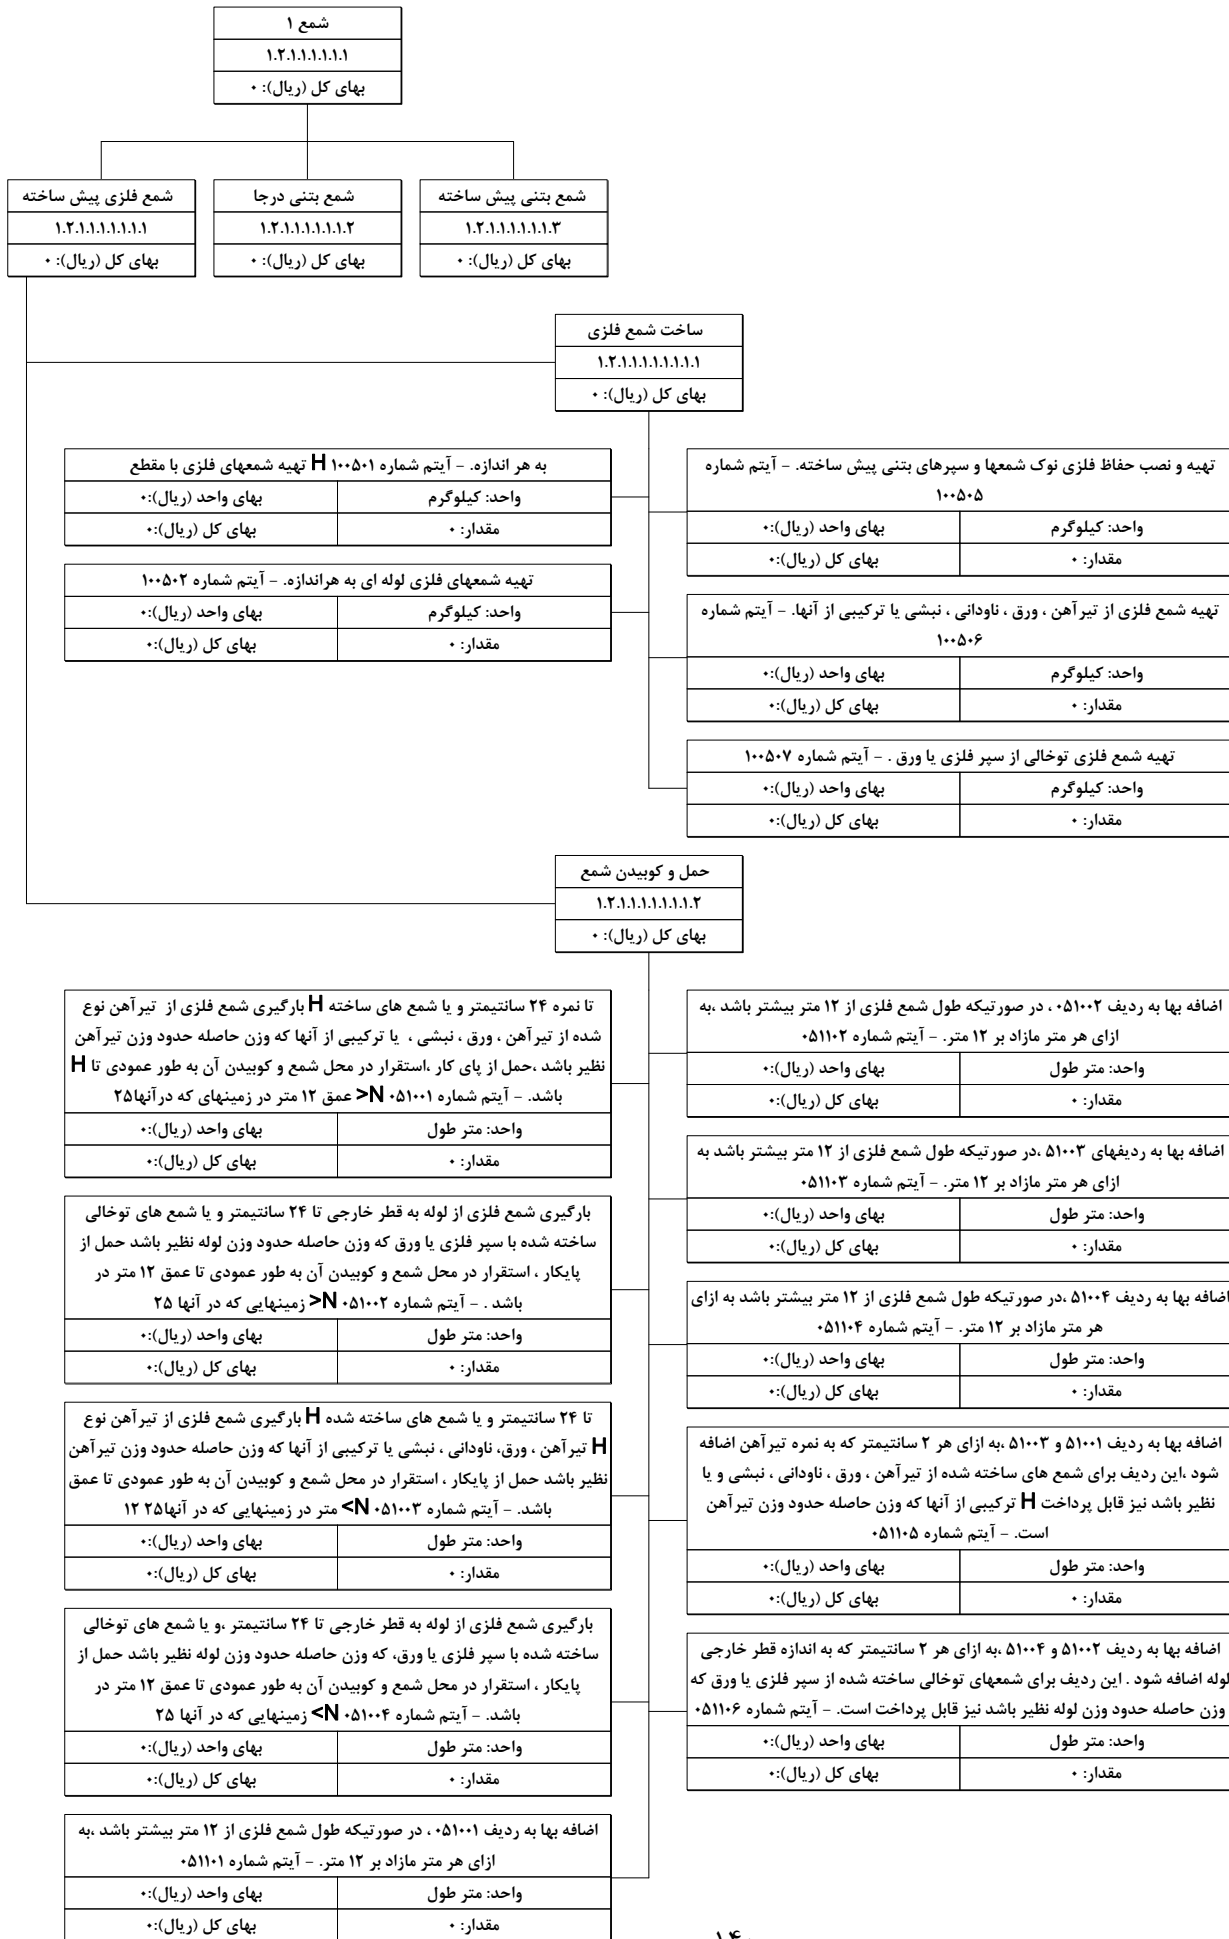 شمع ۱
۱.۲.۱.۱.۱.۱.۱.۱
بهای کل (ریال): ۰
شمع بتنی پیش ساخته
۱.۲.۱.۱.۱.۱.۱.۱.۳
بهای کل (ریال): ۰
شمع بتنی درجا
۱.۲.۱.۱.۱.۱.۱.۱.۲
بهای کل (ریال): ۰
شمع فلزی پیش ساخته
۱.۲.۱.۱.۱.۱.۱.۱.۱
بهای کل (ریال): ۰
ساخت شمع فلزی
۱.۲.۱.۱.۱.۱.۱.۱.۱.۱
بهای کل (ریال): ۰
تهیه و نصب حفاظ فلزی نوک شمعها و سپرهای بتنی پیش ساخته. - آیتم شماره
۱۰۰۵۰۵
واحد: کیلوگرم بهای واحد (ریال):۰
مقدار: ۰ بهای کل (ریال):۰
تهیه شمع فلزی از تیرآهن ، ورق ، ناودانی ، نبشی یا ترکیبی از آنها. - آیتم شماره
۱۰۰۵۰۶
واحد: کیلوگرم بهای واحد (ریال):۰
مقدار: ۰ بهای کل (ریال):۰
تهیه شمع فلزی توخالی از سپر فلزی یا ورق . - آیتم شماره ۱۰۰۵۰۷
واحد: کیلوگرم بهای واحد (ریال):۰
مقدار: ۰ بهای کل (ریال):۰
به هر اندازه. - آیتم شماره ۱۰۰۵۰۱ H تهیه شمعهای فلزی با مقطع
واحد: کیلوگرم بهای واحد (ریال):۰
مقدار: ۰ بهای کل (ریال):۰
تهیه شمعهای فلزی لوله ای به هراندازه. - آیتم شماره ۱۰۰۵۰۲
واحد: کیلوگرم بهای واحد (ریال):۰
مقدار: ۰ بهای کل (ریال):۰
حمل و کوبیدن شمع
۱.۲.۱.۱.۱.۱.۱.۱.۱.۲
بهای کل (ریال): ۰
اضافه بها به ردیف ۰۵۱۰۰۲ ، در صورتیکه طول شمع فلزی از ۱۲ متر بیشتر باشد ،به
ازای هر متر مازاد بر ۱۲ متر. - آیتم شماره ۰۵۱۱۰۲
واحد: متر طول بهای واحد (ریال):۰
مقدار: ۰ بهای کل (ریال):۰
اضافه بها به ردیفهای ۵۱۰۰۳ ،در صورتیکه طول شمع فلزی از ۱۲ متر بیشتر باشد به
ازای هر متر مازاد بر ۱۲ متر. - آیتم شماره ۰۵۱۱۰۳
واحد: متر طول بهای واحد (ریال):۰
مقدار: ۰ بهای کل (ریال):۰
اضافه بها به ردیف ۵۱۰۰۴ ،در صورتیکه طول شمع فلزی از ۱۲ متر بیشتر باشد به ازای
هر متر مازاد بر ۱۲ متر. - آیتم شماره ۰۵۱۱۰۴
واحد: متر طول بهای واحد (ریال):۰
مقدار: ۰ بهای کل (ریال):۰
اضافه بها به ردیف ۵۱۰۰۱ و ۵۱۰۰۳ ،به ازای هر ۲ سانتیمتر که به نمره تیرآهن اضافه
شود ،این ردیف برای شمع های ساخته شده از تیرآهن ، ورق ، ناودانی ، نبشی و یا
نظیر باشد نیز قابل پرداخت H ترکیبی از آنها که وزن حاصله حدود وزن تیرآهن
است. - آیتم شماره ۰۵۱۱۰۵
واحد: متر طول بهای واحد (ریال):۰
مقدار: ۰ بهای کل (ریال):۰
اضافه بها به ردیف ۵۱۰۰۲ و ۵۱۰۰۴ ،به ازای هر ۲ سانتیمتر که به اندازه قطر خارجی
لوله اضافه شود . این ردیف برای شمعهای توخالی ساخته شده از سپر فلزی یا ورق که
وزن حاصله حدود وزن لوله نظیر باشد نیز قابل پرداخت است. - آیتم شماره ۰۵۱۱۰۶
واحد: متر طول بهای واحد (ریال):۰
مقدار: ۰ بهای کل (ریال):۰
تا نمره ۲۴ سانتیمتر و یا شمع های ساخته H بارگیری شمع فلزی از تیرآهن نوع
شده از تیرآهن ، ورق ، نبشی ، یا ترکیبی از آنها که وزن حاصله حدود وزن تیرآهن
نظیر باشد ،حمل از پای کار ،استقرار در محل شمع و کوبیدن آن به طور عمودی تا H
باشد. - آیتم شماره ۰۵۱۰۰۱ N< عمق ۱۲ متر در زمینهای که درآنها۲۵
واحد: متر طول بهای واحد (ریال):۰
مقدار: ۰ بهای کل (ریال):۰
بارگیری شمع فلزی از لوله به قطر خارجی تا ۲۴ سانتیمتر و یا شمع های توخالی
ساخته شده با سپر فلزی یا ورق که وزن حاصله حدود وزن لوله نظیر باشد حمل از
پایکار ، استقرار در محل شمع و کوبیدن آن به طور عمودی تا عمق ۱۲ متر در
باشد . - آیتم شماره ۰۵۱۰۰۲ N< زمینهایی که در آنها ۲۵
واحد: متر طول بهای واحد (ریال):۰
مقدار: ۰ بهای کل (ریال):۰
تا ۲۴ سانتیمتر و یا شمع های ساخته شده H بارگیری شمع فلزی از تیرآهن نوع
H تیرآهن ، ورق، ناودانی ، نبشی یا ترکیبی از آنها که وزن حاصله حدود وزن تیرآهن
نظیر باشد حمل از پایکار ، استقرار در محل شمع و کوبیدن آن به طور عمودی تا عمق
باشد. - آیتم شماره ۰۵۱۰۰۳ N> متر در زمینهایی که در آنها۲۵ ۱۲
واحد: متر طول بهای واحد (ریال):۰
مقدار: ۰ بهای کل (ریال):۰
بارگیری شمع فلزی از لوله به قطر خارجی تا ۲۴ سانتیمتر ،و یا شمع های توخالی
ساخته شده با سپر فلزی یا ورق، که وزن حاصله حدود وزن لوله نظیر باشد حمل از
پایکار ، استقرار در محل شمع و کوبیدن آن به طور عمودی تا عمق ۱۲ متر در
باشد. - آیتم شماره ۰۵۱۰۰۴ N> زمینهایی که در آنها ۲۵
واحد: متر طول بهای واحد (ریال):۰
مقدار: ۰ بهای کل (ریال):۰
اضافه بها به ردیف ۰۵۱۰۰۱ ، در صورتیکه طول شمع فلزی از ۱۲ متر بیشتر باشد ،به
ازای هر متر مازاد بر ۱۲ متر. - آیتم شماره ۰۵۱۱۰۱
واحد: متر طول بهای واحد (ریال):۰
مقدار: ۰ بهای کل (ریال):۰